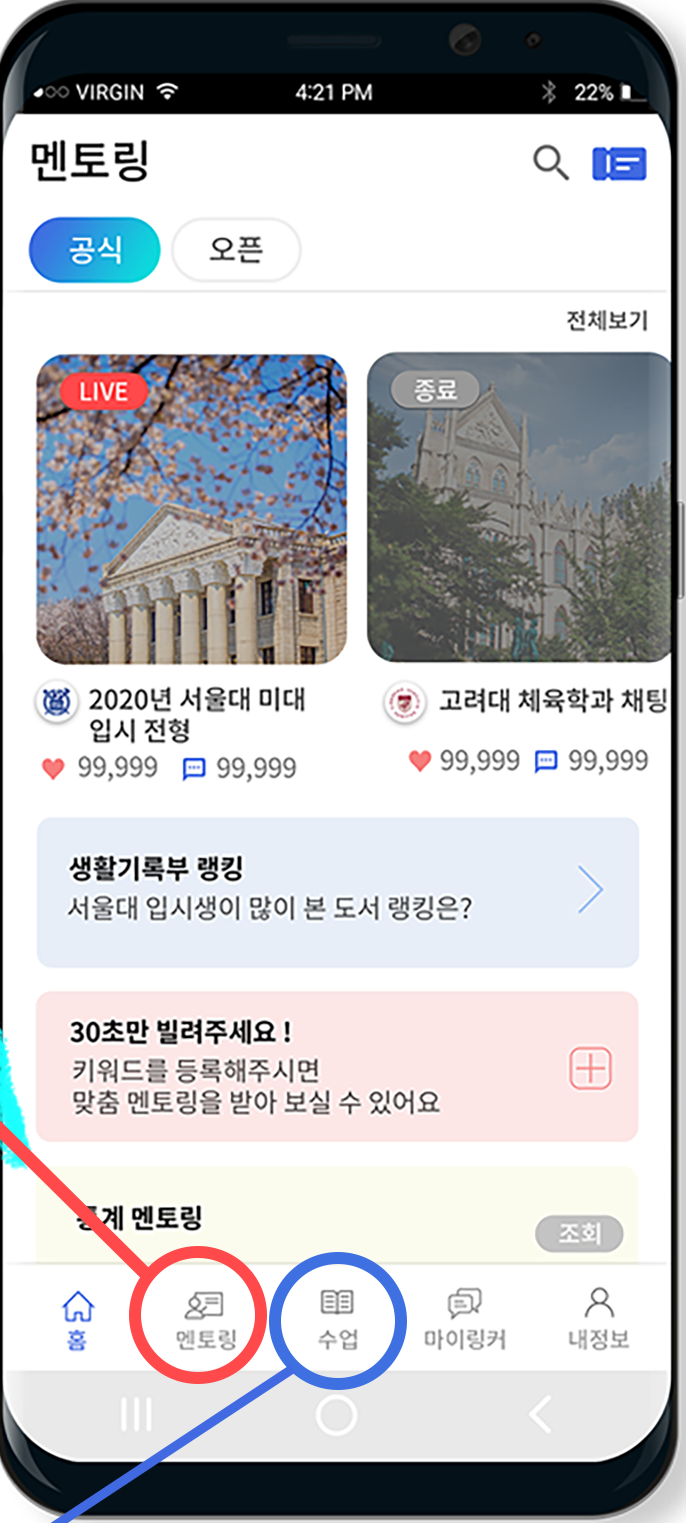 VIRGIN 4:21 PM 22%
멘토링
공식 오픈
전체보기
LIVE
종료
2020년 서울대 미대
입시 전형
99,999 99,999
고려대 체육학과 채팅
99,999 99,999
생활기록부 랭킹
서울대 입시생이 많이 본 도서 랭킹은?
30초만 빌려주세요 !
키워드를 등록해주시면
맞춤 멘토링을 받아 보실 수 있어요
통계 멘토링
조회
홈 멘토링 수업 마이링커 내정보